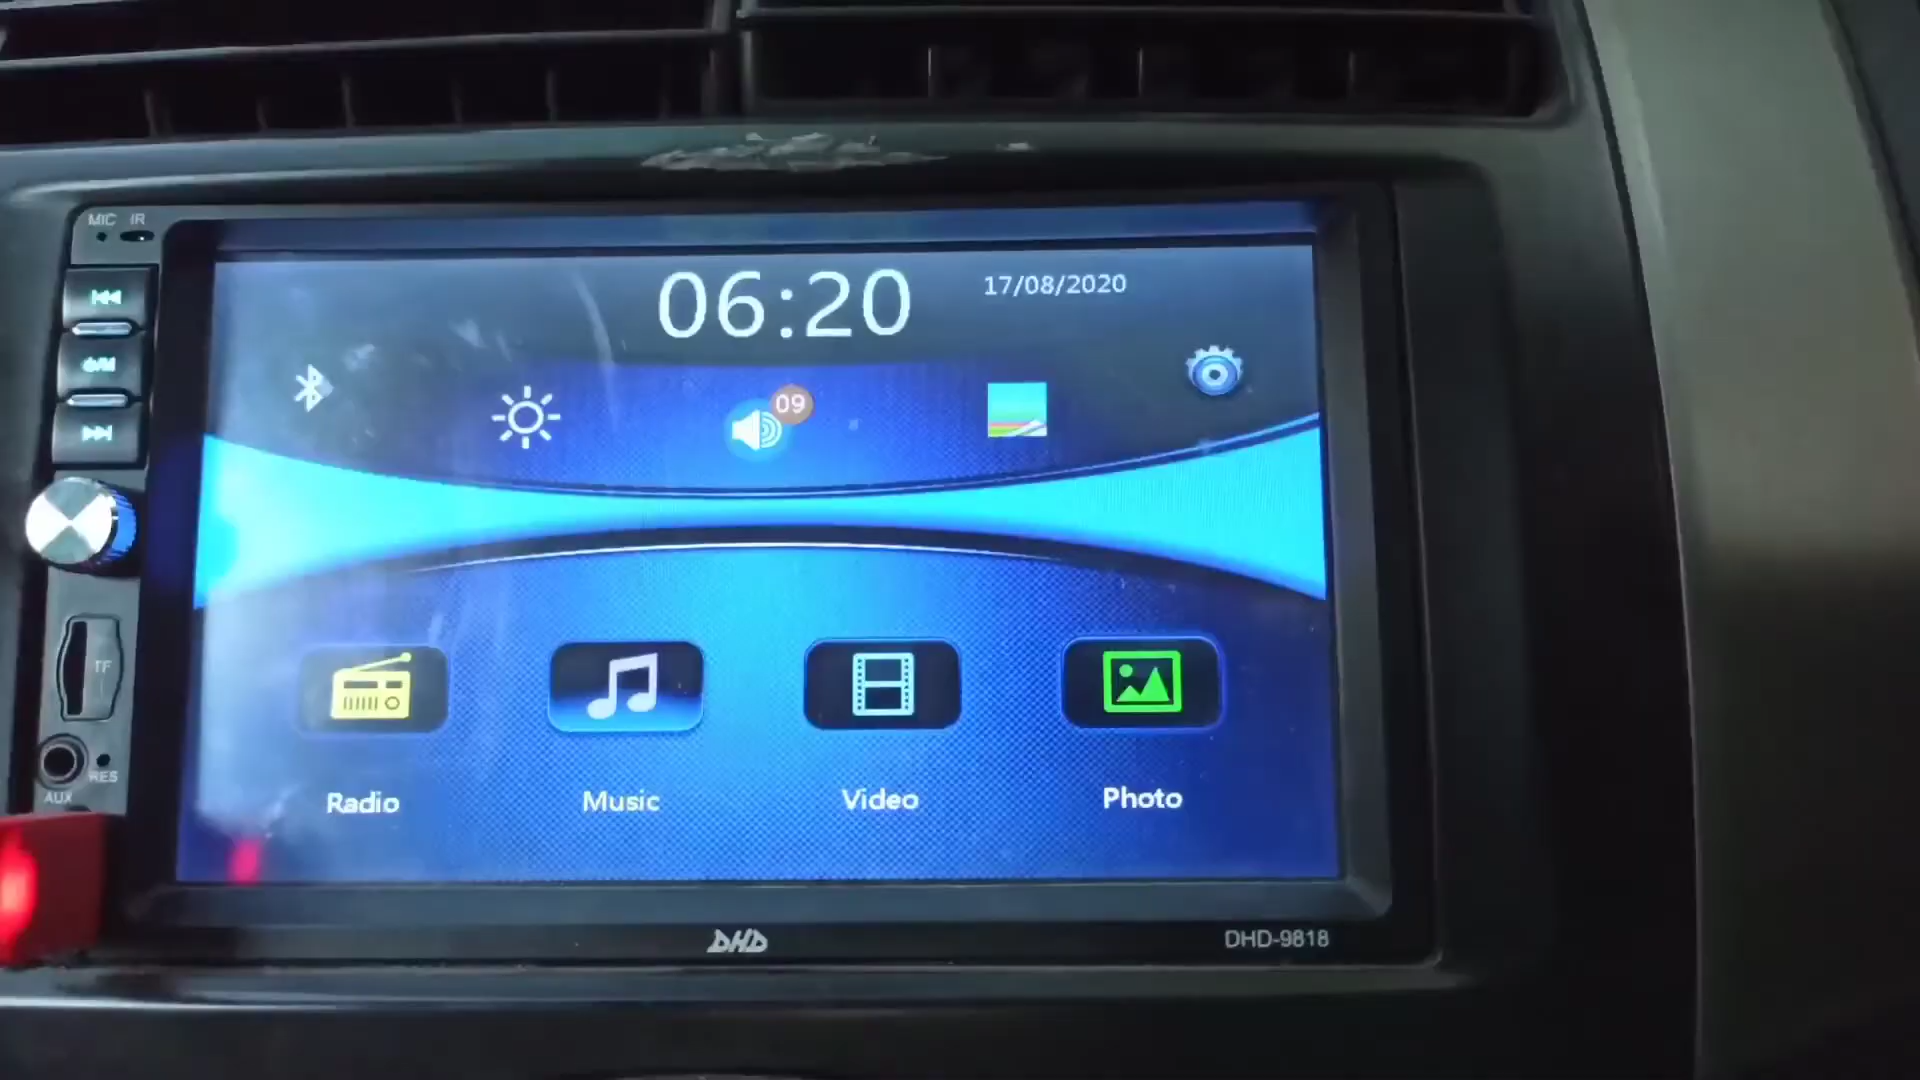 MIC IR
06:20
17/08/2020
09
TF
RES
AUX
Radio
Music
Video
Photo
DHD
DHD-9818